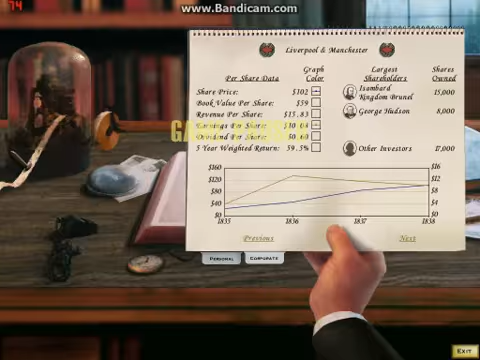 74
www.Bandicam.com
Liverpool & Manchester
Per Share Data
Graph Color
Largest Shareholders
Shares Owned
Share Price: $102
Book Value Per Share: $59
Revenue Per Share: $15.83
Earnings Per Share:
Dividend Per Share: $0.60
5 Year Weighted Return: 59.5%
Isambard Kingdom Brunel 15,000
George Hudson 8,000
Other Investors 17,000
$160
$120
$80
$40
$0
$16
$12
$8
$4
$0
1835 1836 1837 1838
Previous Next
PERSONAL CORPORATE
EXIT